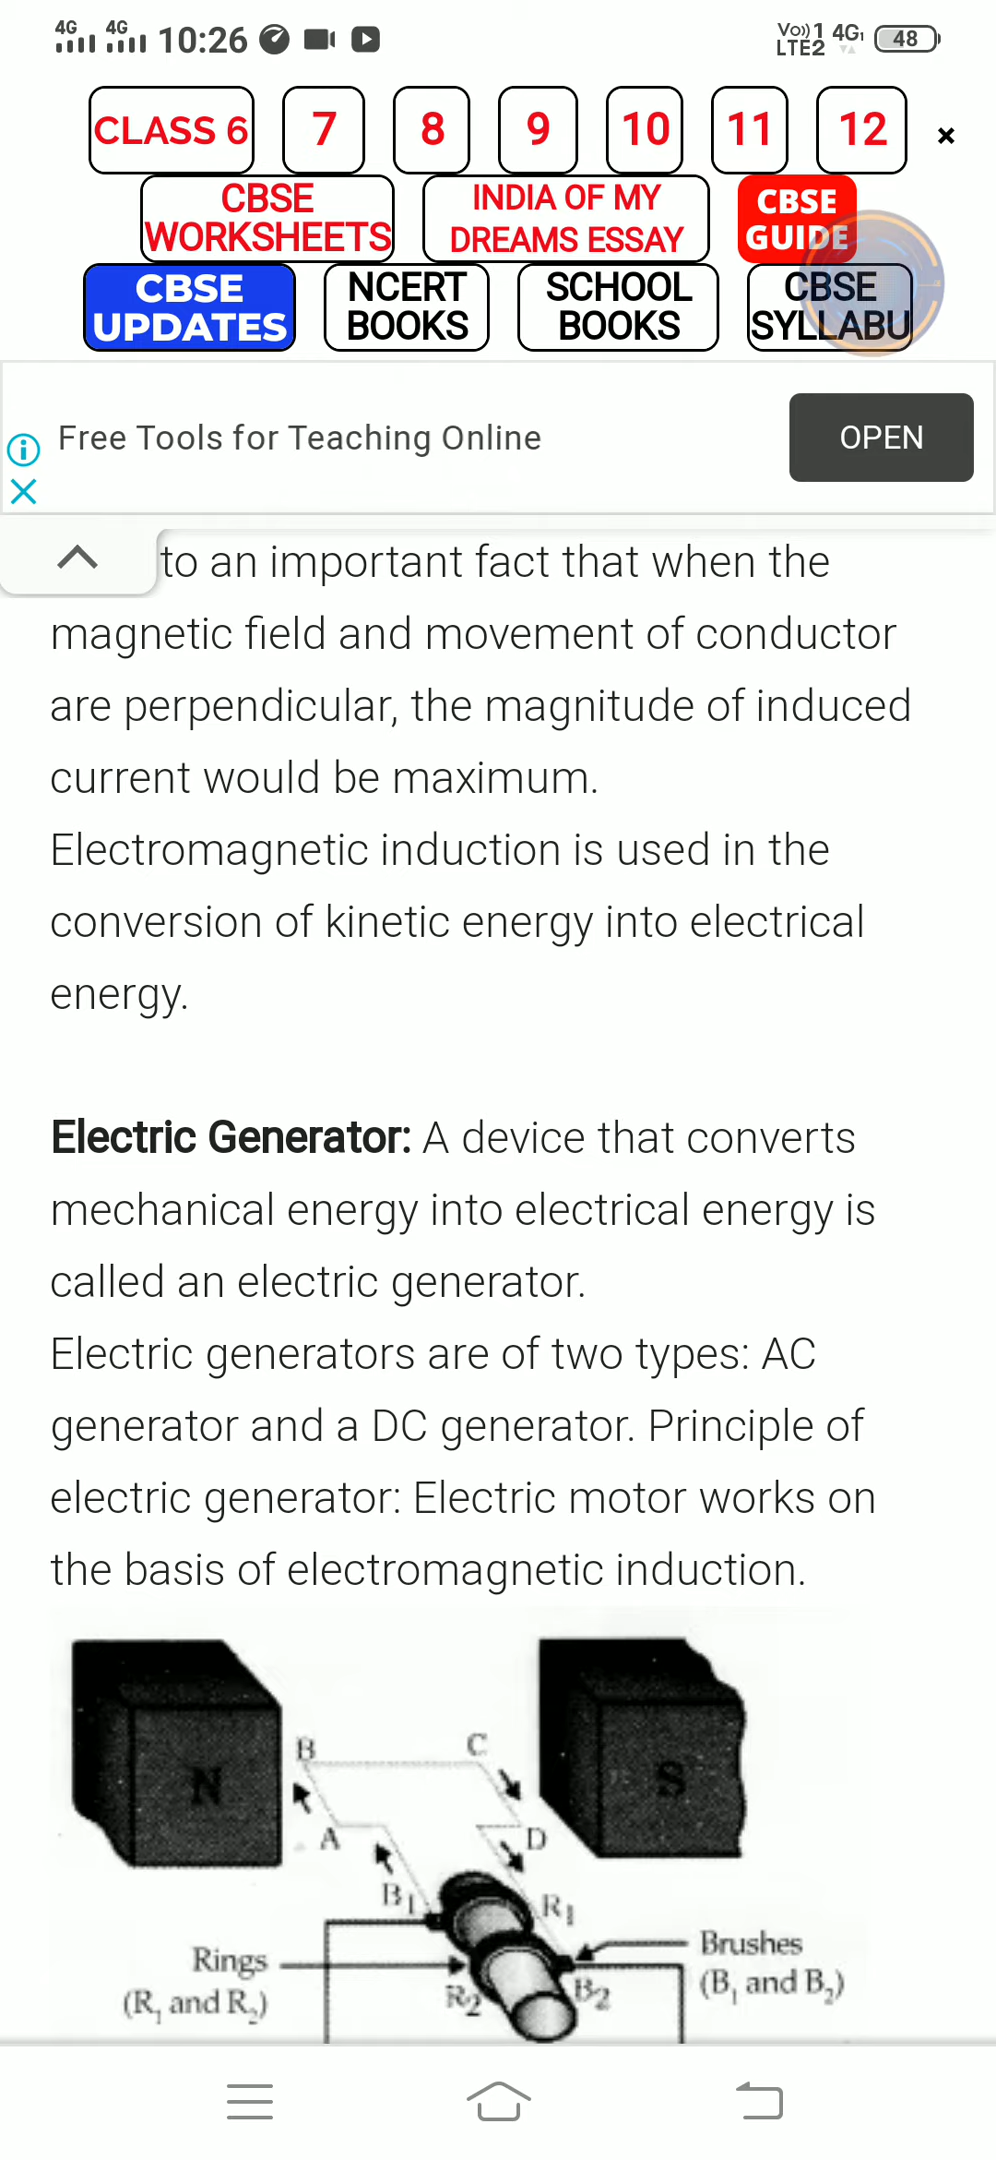 4G 4G 10:26 Vo)) 1 4G 48
LTE2
CLASS 6 7 8 9 10 11 12 ×
CBSE
WORKSHEETS
INDIA OF MY
DREAMS ESSAY
CBSE
GUIDE
CBSE
UPDATES
NCERT
BOOKS
SCHOOL
BOOKS
CBSE
SYLLABU
Free Tools for Teaching Online
OPEN
to an important fact that when the
magnetic field and movement of conductor
are perpendicular, the magnitude of induced
current would be maximum.
Electromagnetic induction is used in the
conversion of kinetic energy into electrical
energy.
Electric Generator: A device that converts
mechanical energy into electrical energy is
called an electric generator.
Electric generators are of two types: AC
generator and a DC generator. Principle of
electric generator: Electric motor works on
the basis of electromagnetic induction.
N
S
B
C
A
D
B1
R1
Rings
(R1 and R2)
R2
B2
Brushes
(B1 and B2)